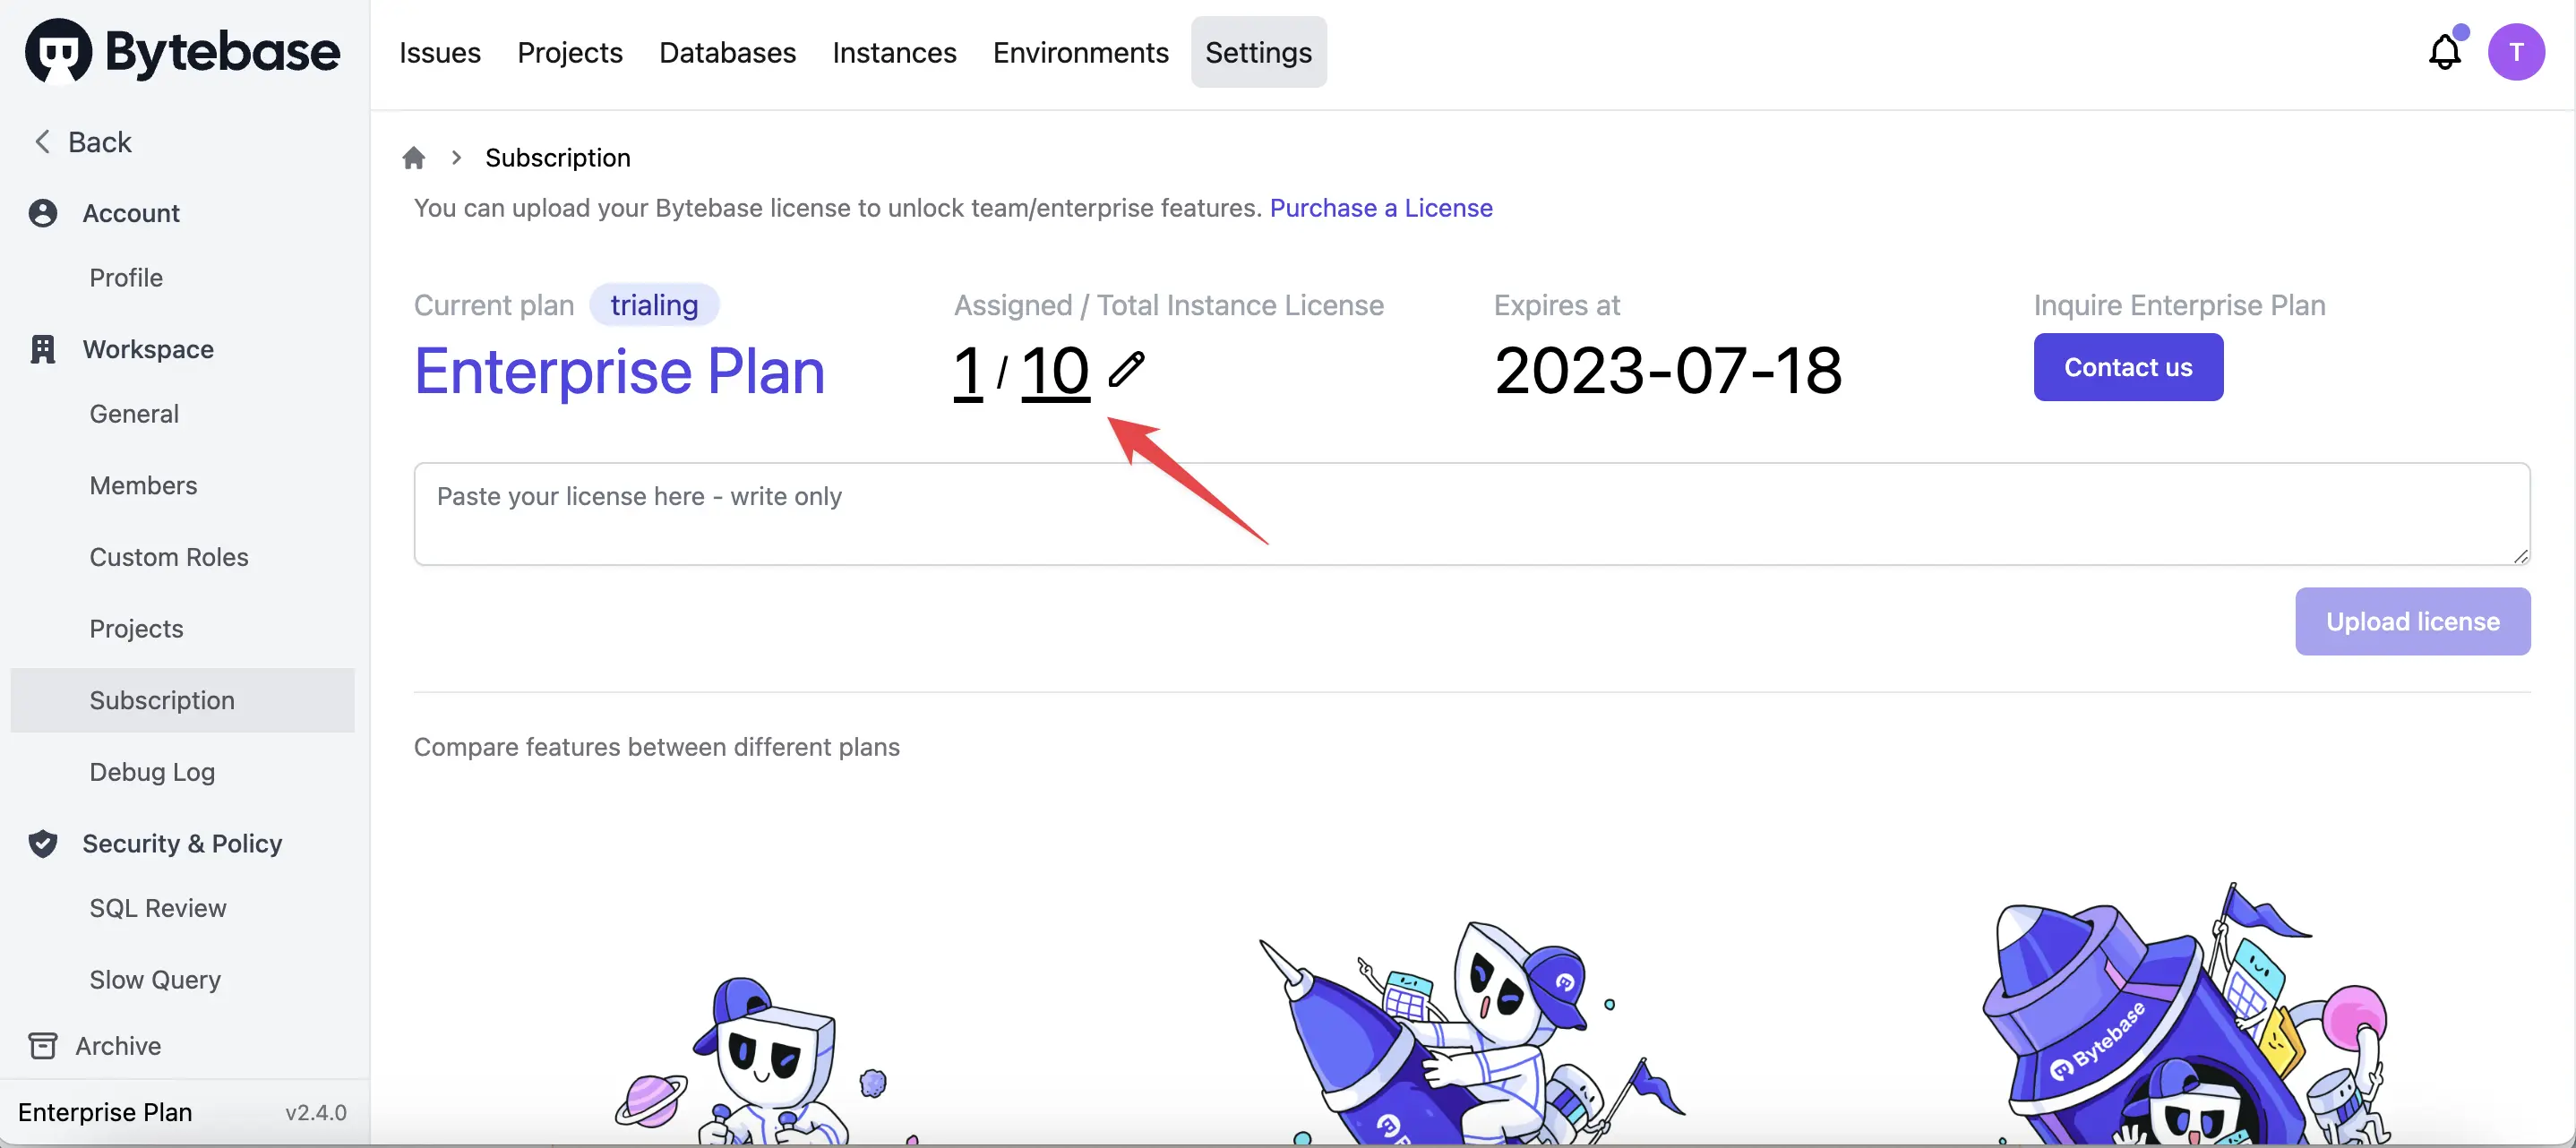 Bytebase
Issues Projects Databases Instances Environments Settings
T
Back
Account
Profile
Workspace
General
Members
Custom Roles
Projects
Subscription
Debug Log
Security & Policy
SQL Review
Slow Query
Archive
Enterprise Plan v2.4.0
Subscription
You can upload your Bytebase license to unlock team/enterprise features. Purchase a License
Current plan trialing
Enterprise Plan
Assigned / Total Instance License
1 / 10
Expires at
2023-07-18
Inquire Enterprise Plan
Contact us
Paste your license here - write only
Upload license
Compare features between different plans
Bytebase